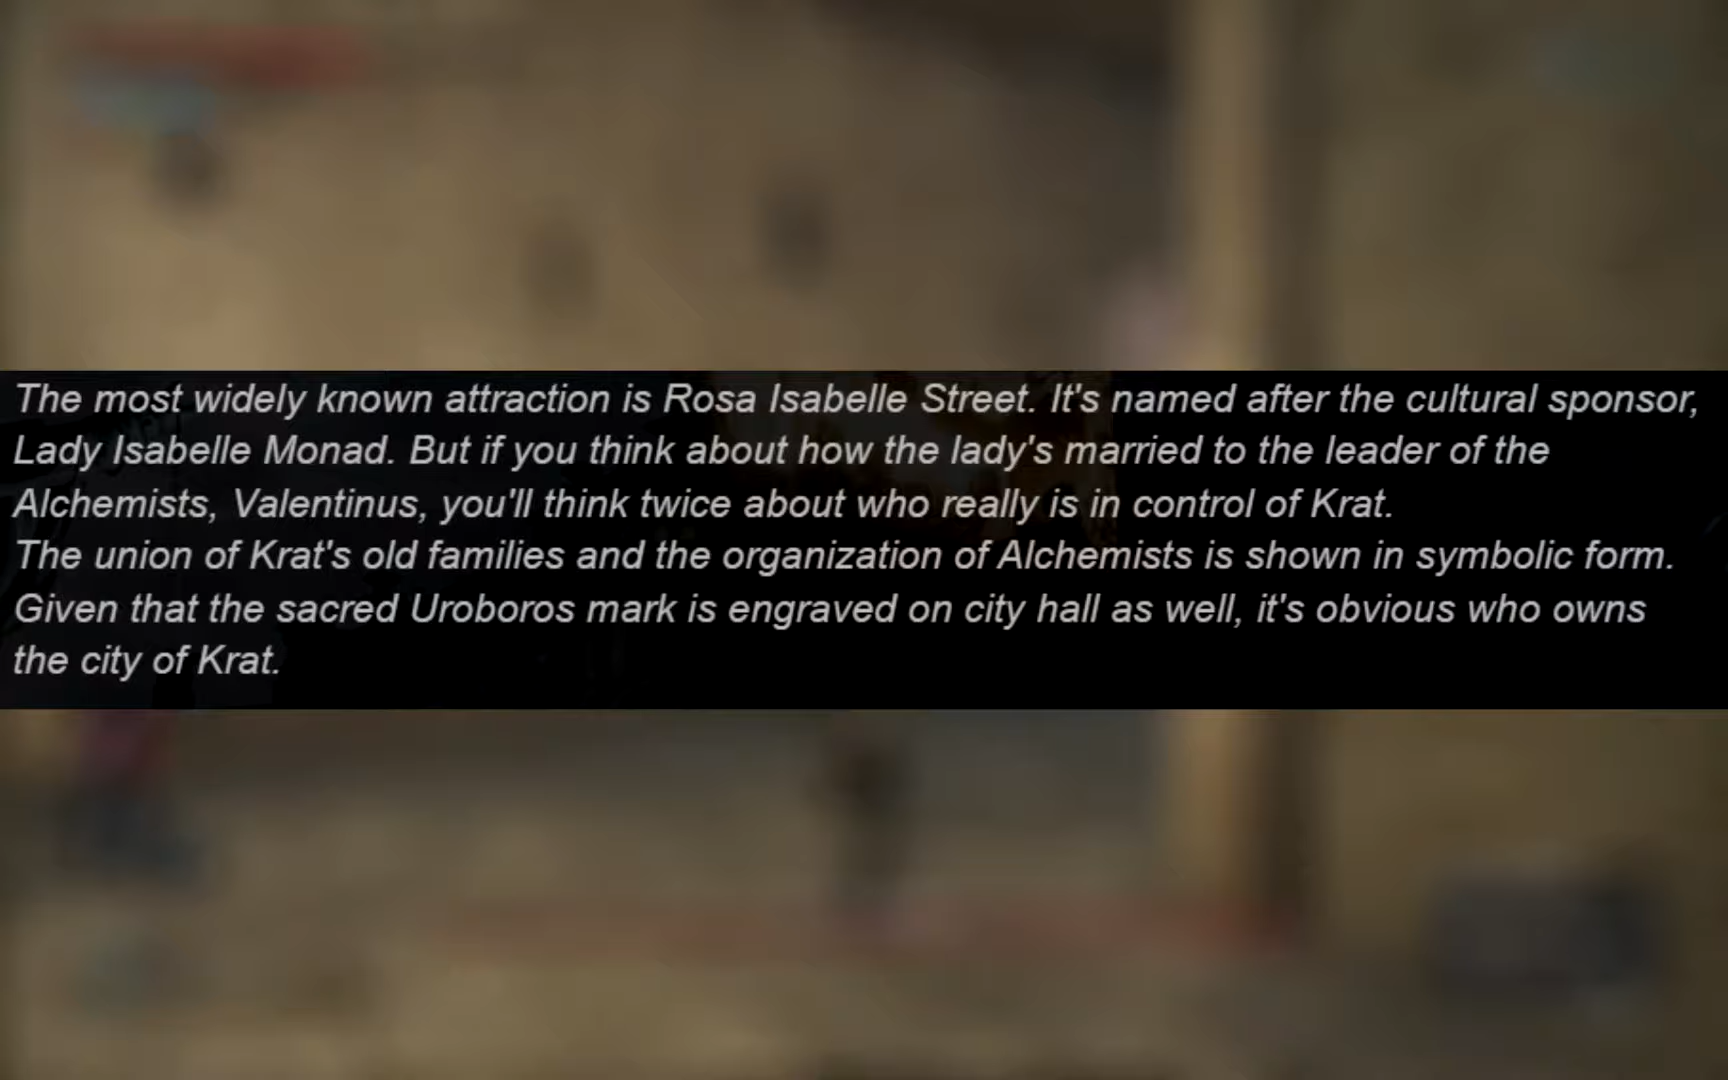 The most widely known attraction is Rosa Isabelle Street. It's named after the cultural sponsor,
Lady Isabelle Monad. But if you think about how the lady's married to the leader of the
Alchemists, Valentinus, you'll think twice about who really is in control of Krat.
The union of Krat's old families and the organization of Alchemists is shown in symbolic form.
Given that the sacred Uroboros mark is engraved on city hall as well, it's obvious who owns
the city of Krat.